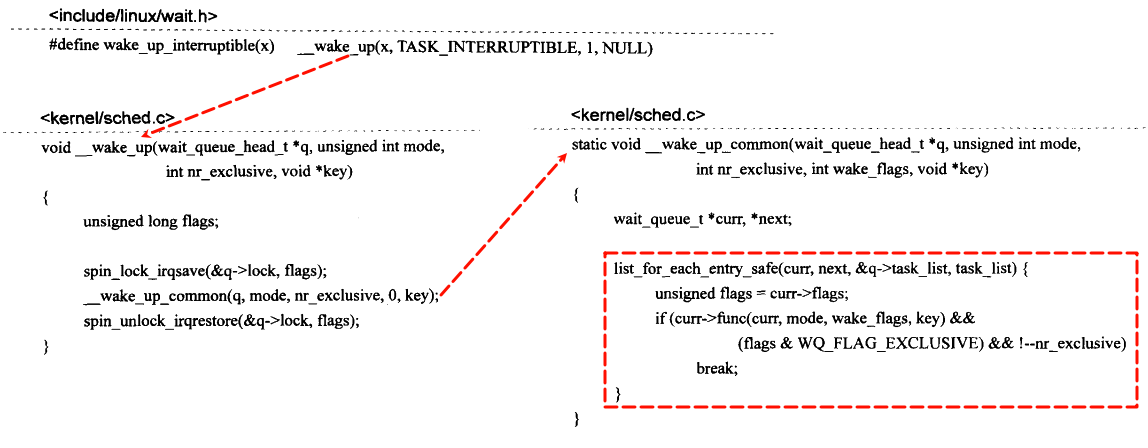 <include/linux/wait.h>
#define wake_up_interruptible(x) __wake_up(x, TASK_INTERRUPTIBLE, 1, NULL)
<kernel/sched.c>
void __wake_up(wait_queue_head_t *q, unsigned int mode,
int nr_exclusive, void *key)
{
unsigned long flags;
spin_lock_irqsave(&q->lock, flags);
__wake_up_common(q, mode, nr_exclusive, 0, key);
spin_unlock_irqrestore(&q->lock, flags);
}
<kernel/sched.c>
static void __wake_up_common(wait_queue_head_t *q, unsigned int mode,
int nr_exclusive, int wake_flags, void *key)
{
wait_queue_t *curr, *next;
list_for_each_entry_safe(curr, next, &q->task_list, task_list) {
unsigned flags = curr->flags;
if (curr->func(curr, mode, wake_flags, key) &&
(flags & WQ_FLAG_EXCLUSIVE) && !--nr_exclusive)
break;
}
}